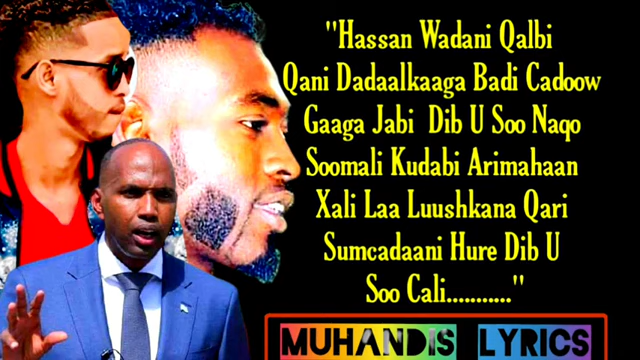 "Hassan Wadani Qalbi
Qani Dadaalkaaga Badi Cadoow
Gaaga Jabi Dib U Soo Naqo
Soomali Kudabi Arimahaan
Xali Laa Luushkana Qari
Sumcadaani Hure Dib U
Soo Cali..........."
MUHANDIS LYRICS